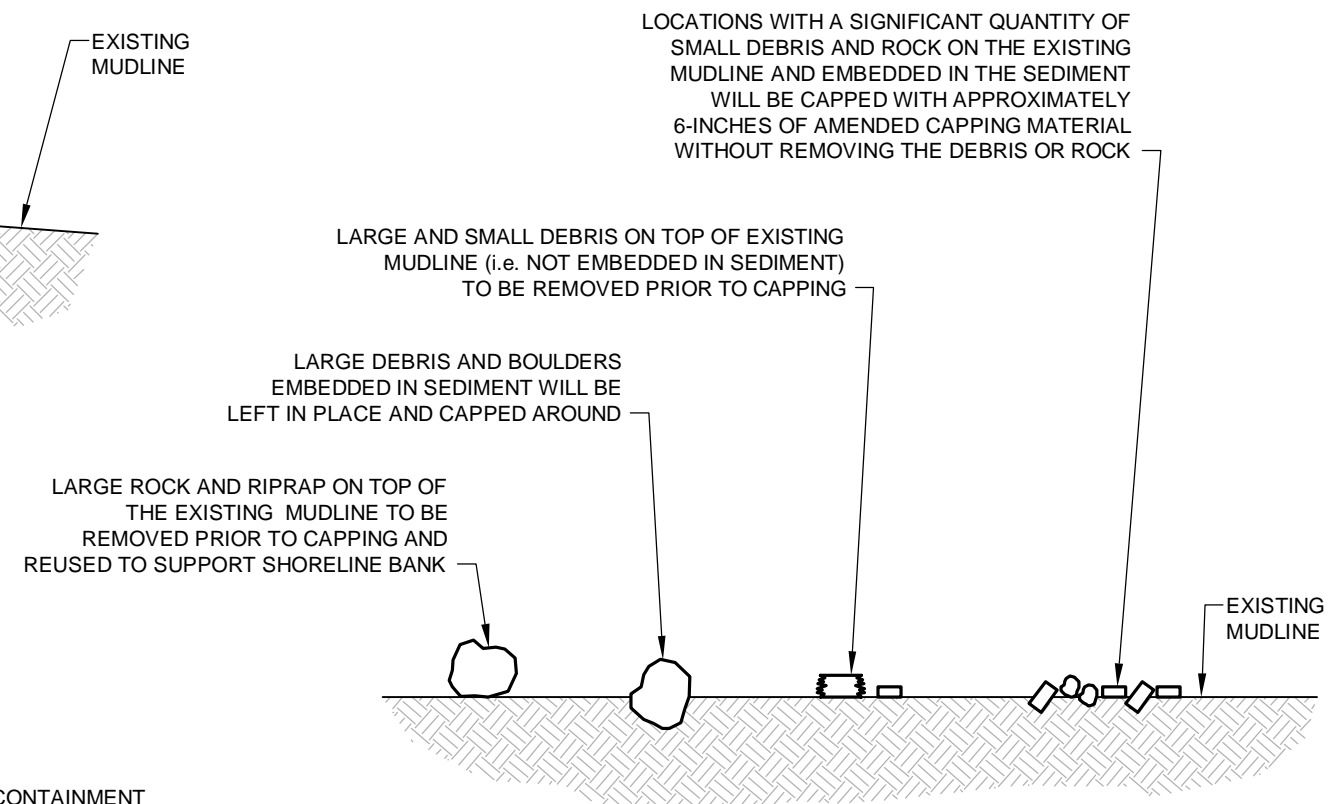 EXISTING
MUDLINE
LOCATIONS WITH A SIGNIFICANT QUANTITY OF
SMALL DEBRIS AND ROCK ON THE EXISTING
MUDLINE AND EMBEDDED IN THE SEDIMENT
WILL BE CAPPED WITH APPROXIMATELY
6-INCHES OF AMENDED CAPPING MATERIAL
WITHOUT REMOVING THE DEBRIS OR ROCK
LARGE AND SMALL DEBRIS ON TOP OF EXISTING
MUDLINE (i.e. NOT EMBEDDED IN SEDIMENT)
TO BE REMOVED PRIOR TO CAPPING
LARGE DEBRIS AND BOULDERS
EMBEDDED IN SEDIMENT WILL BE
LEFT IN PLACE AND CAPPED AROUND
LARGE ROCK AND RIPRAP ON TOP OF
THE EXISTING MUDLINE TO BE
REMOVED PRIOR TO CAPPING AND
REUSED TO SUPPORT SHORELINE BANK
EXISTING
MUDLINE
CONTAINMENT